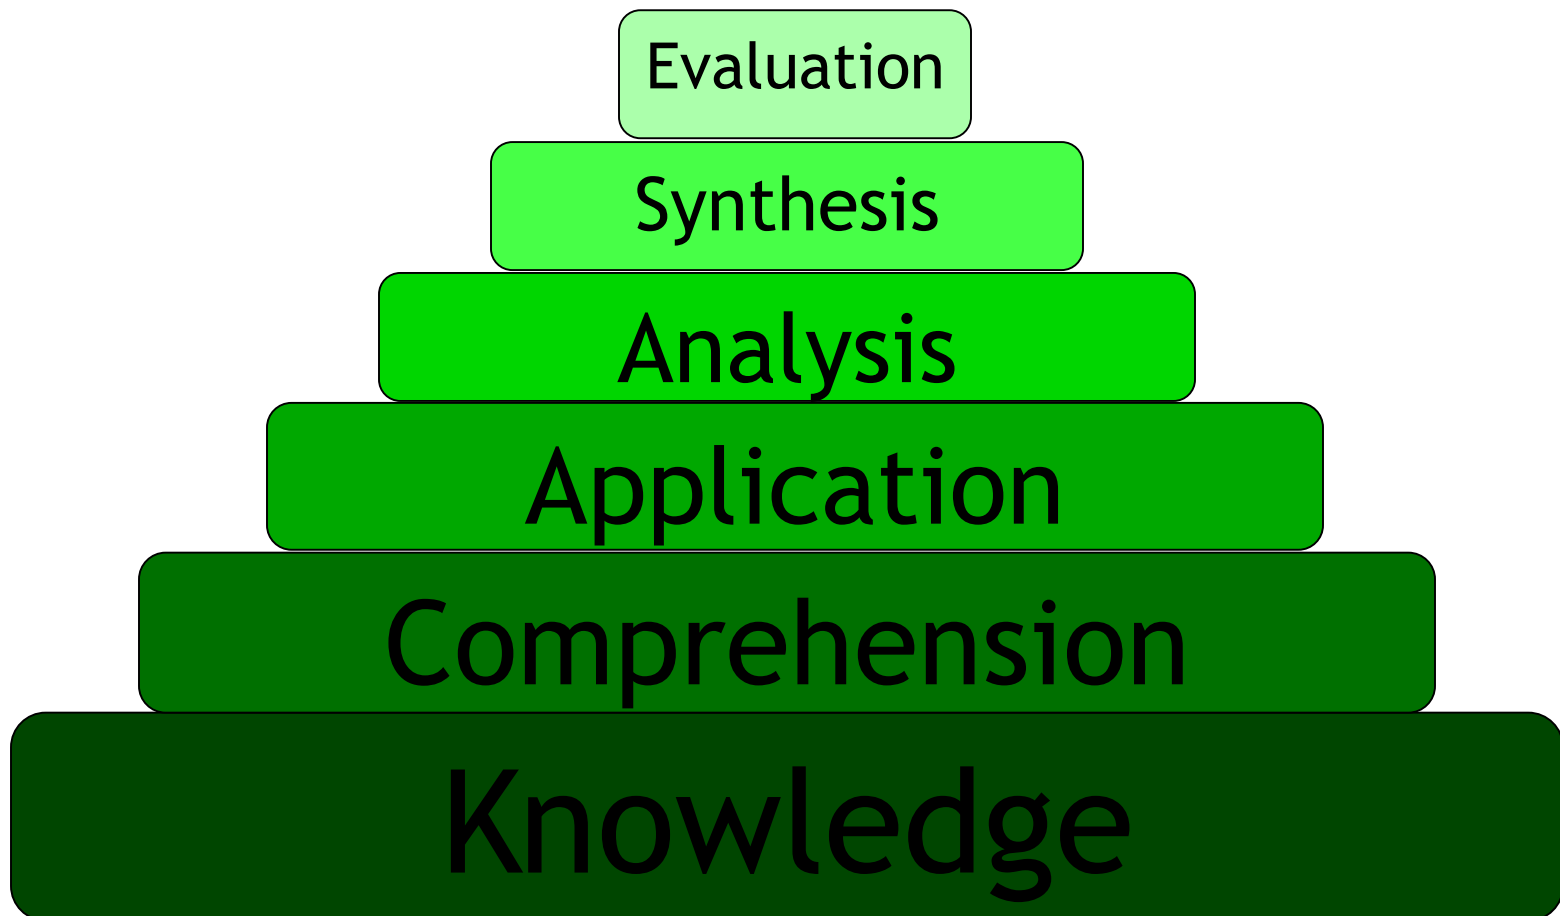 Evaluation
Synthesis
Analysis
Application
Comprehension
Knowledge